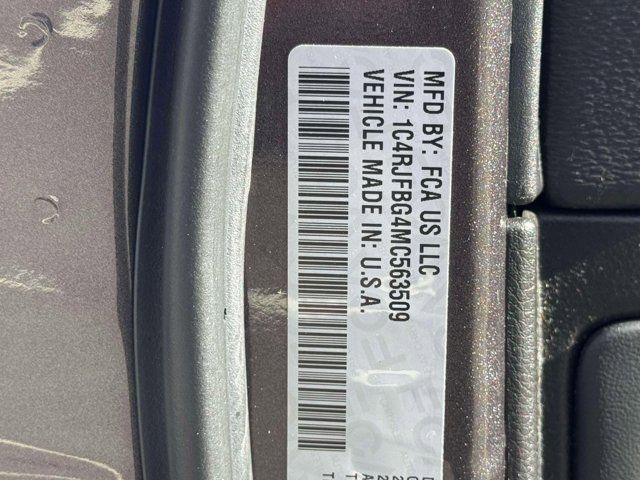 MFD BY: FCA US LLC
VIN: 1C4RJFBG4MC563509
VEHICLE MADE IN: U.S.A.